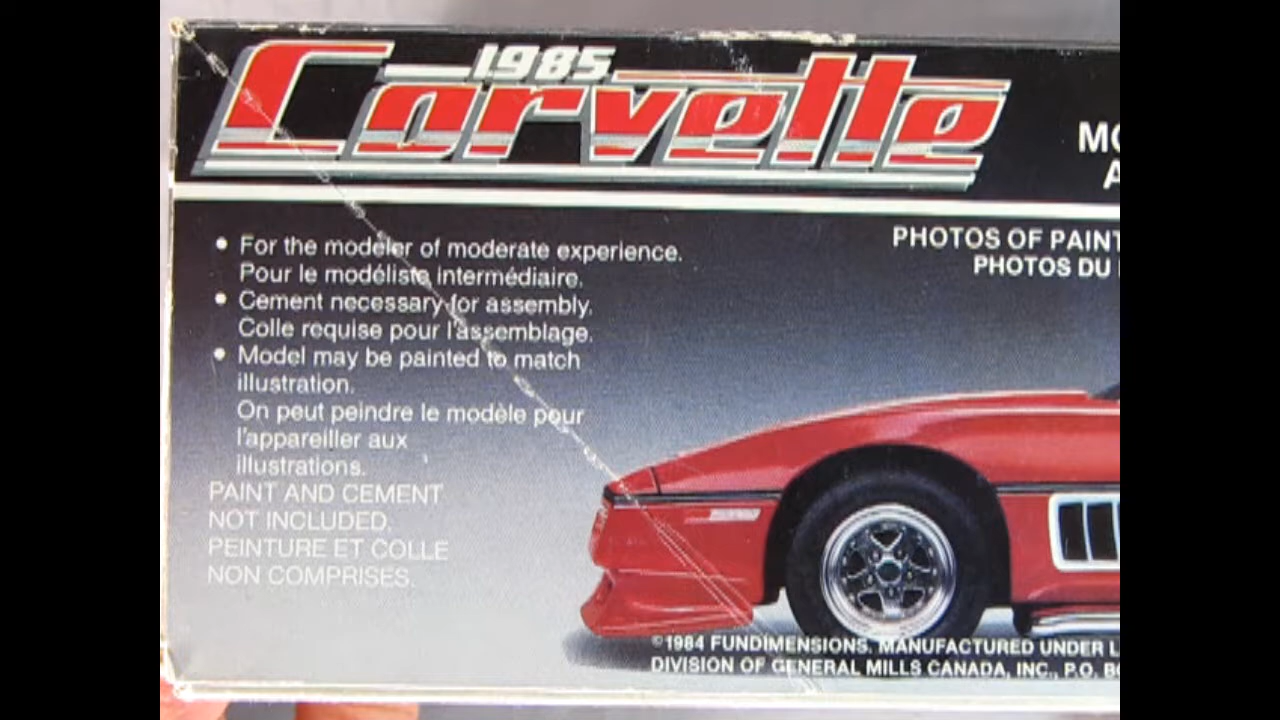 1985
Corvette
MO
A
PHOTOS OF PAINT
PHOTOS DU
• For the modeler of moderate experience.
Pour le modéliste intermédiaire.
• Cement necessary for assembly.
Colle requise pour l'assemblage.
• Model may be painted to match
illustration.
On peut peindre le modèle pour
l'appareiller aux
illustrations.
PAINT AND CEMENT
NOT INCLUDED.
PEINTURE ET COLLE
NON COMPRISES.
©1984 FUNDIMENSIONS. MANUFACTURED UNDER L
DIVISION OF GENERAL MILLS CANADA, INC., P.O. BO